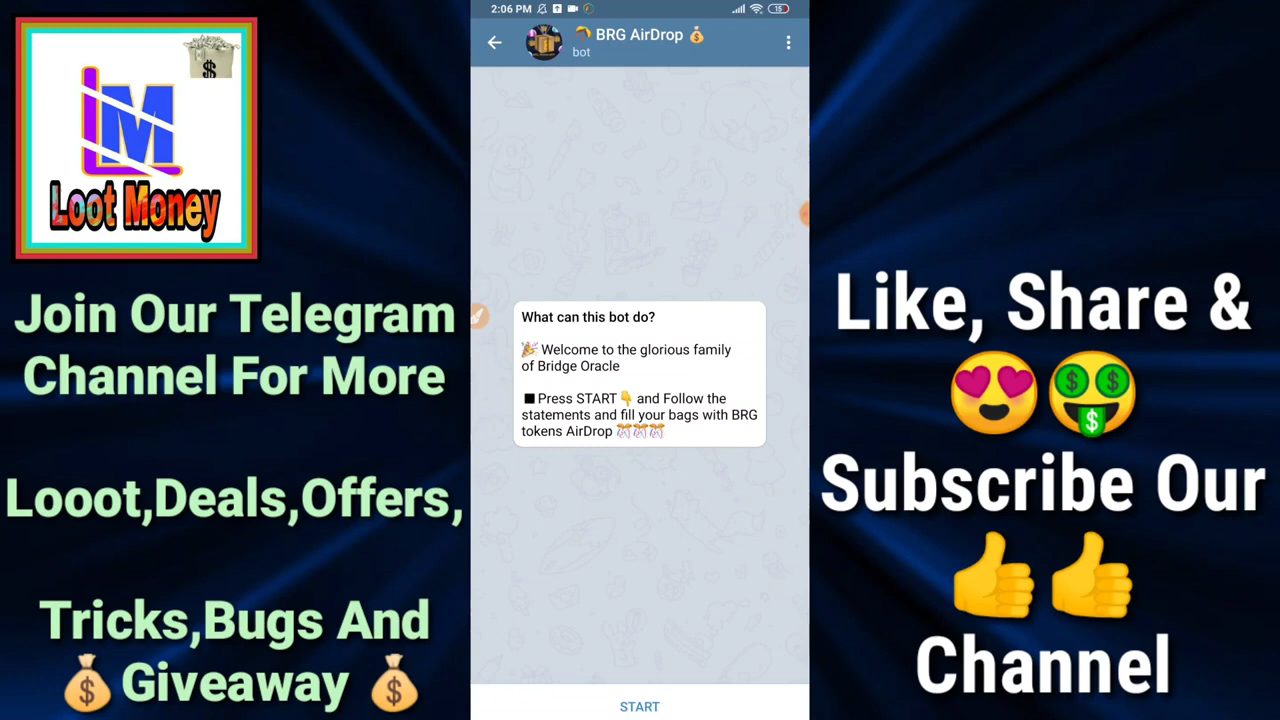 LM
Loot Money
Join Our Telegram
Channel For More
Looot,Deals,Offers,
Tricks,Bugs And
💰Giveaway 💰
2:06 PM
15
🪂 BRG AirDrop 💰
bot
What can this bot do?
🎉 Welcome to the glorious family
of Bridge Oracle
◼️Press START👇 and Follow the
statements and fill your bags with BRG
tokens AirDrop 🎊🎊🎊
START
Like, Share &
😍🤑
Subscribe Our
👍👍
Channel